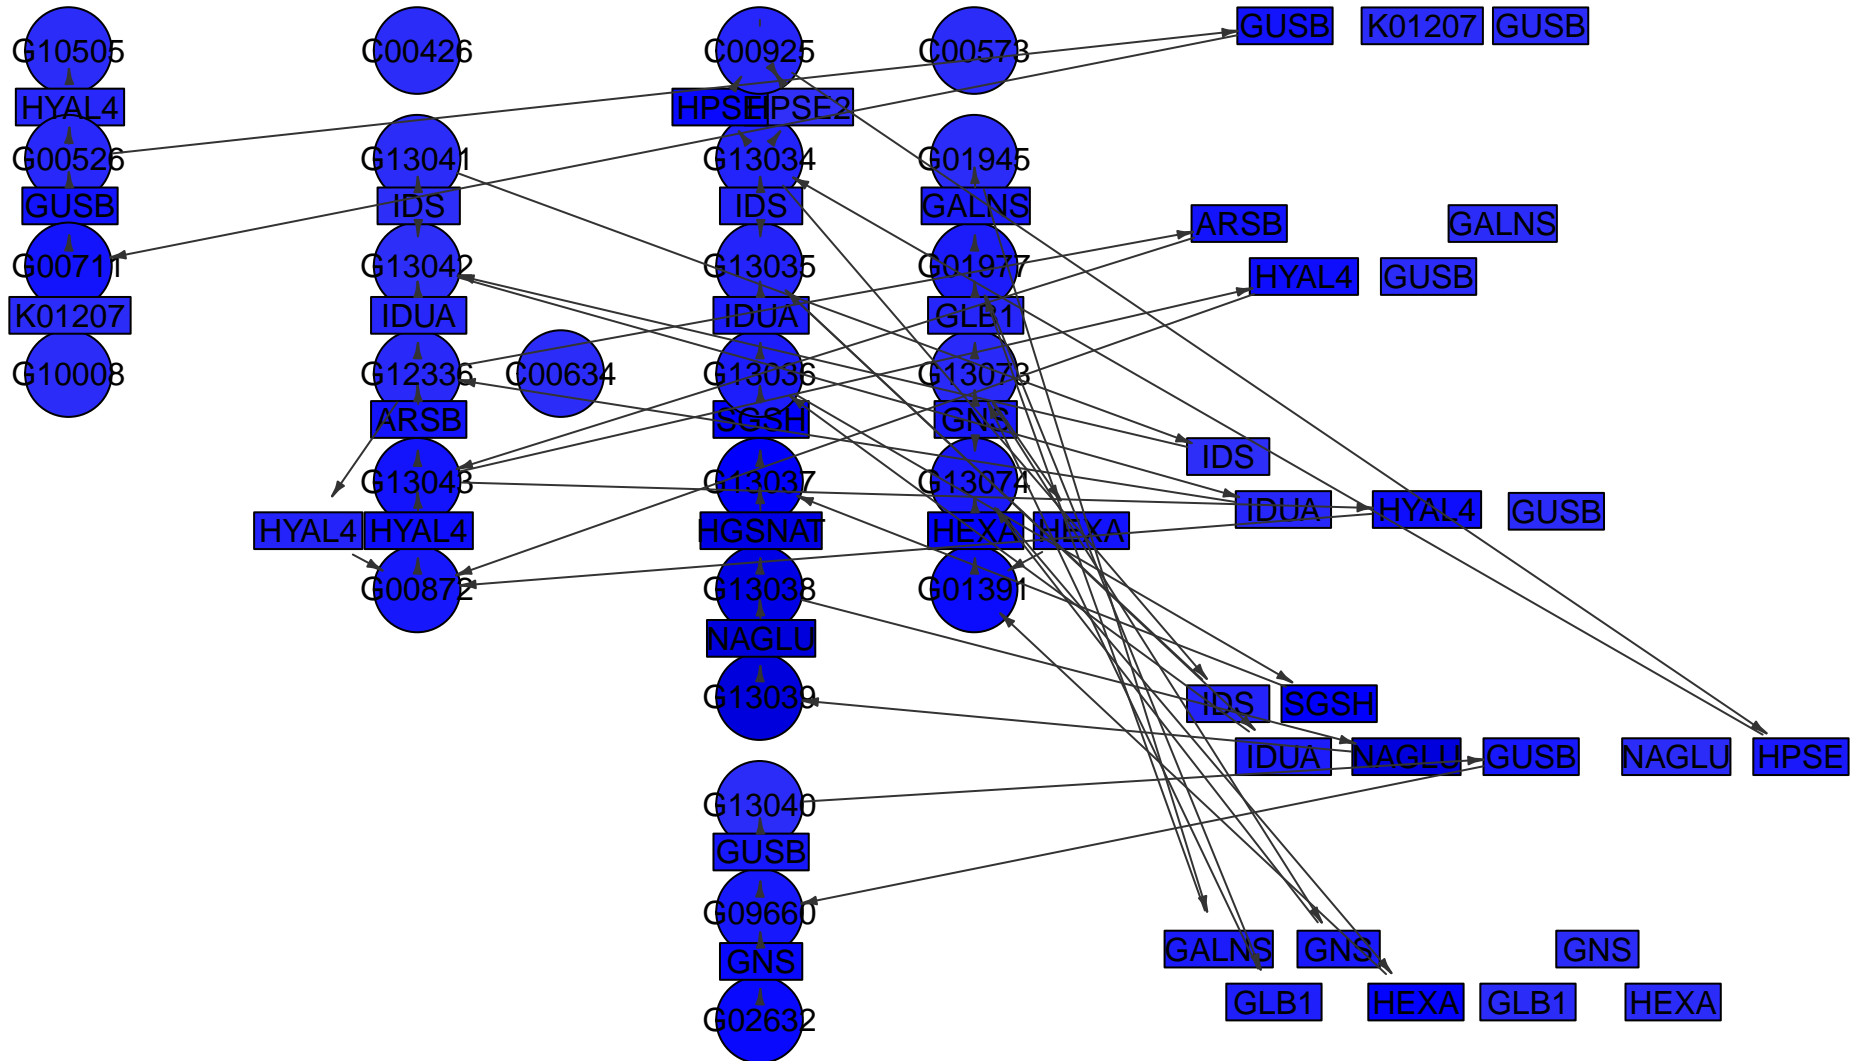 G10505 C00426 C00925 C00573 GUSB K01207 GUSB
HYAL4 HPSE HPSE2
G00526 G13041 G13034 G01945
GUSB IDS IDS GALNS ARSB GALNS
G00711 G13042 G13035 G01977 HYAL4 GUSB
K01207 IDUA IDUA GLB1
G10008 G12336 C00634 G13036 G13073
ARSB SGSH GNS IDS
G13043 G13037 G13074 IDUA HYAL4 GUSB
HYAL4 HYAL4 HGSNAT HEXA HEXA
G00872 G13038 G01391
NAGLU
G13039 IDS SGSH
IDUA NAGLU GUSB NAGLU HPSE
G13040
GUSB
G09660
GNS GALNS GNS GNS
G02632 GLB1 HEXA GLB1 HEXA